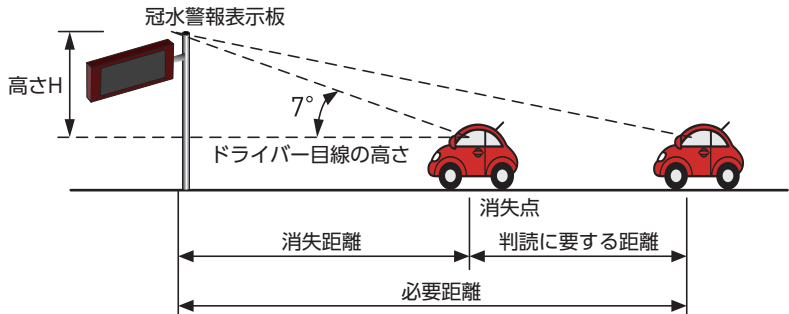 冠水警報表示板
高さH
7°
ドライバー目線の高さ
消失点
消失距離
判読に要する距離
必要距離